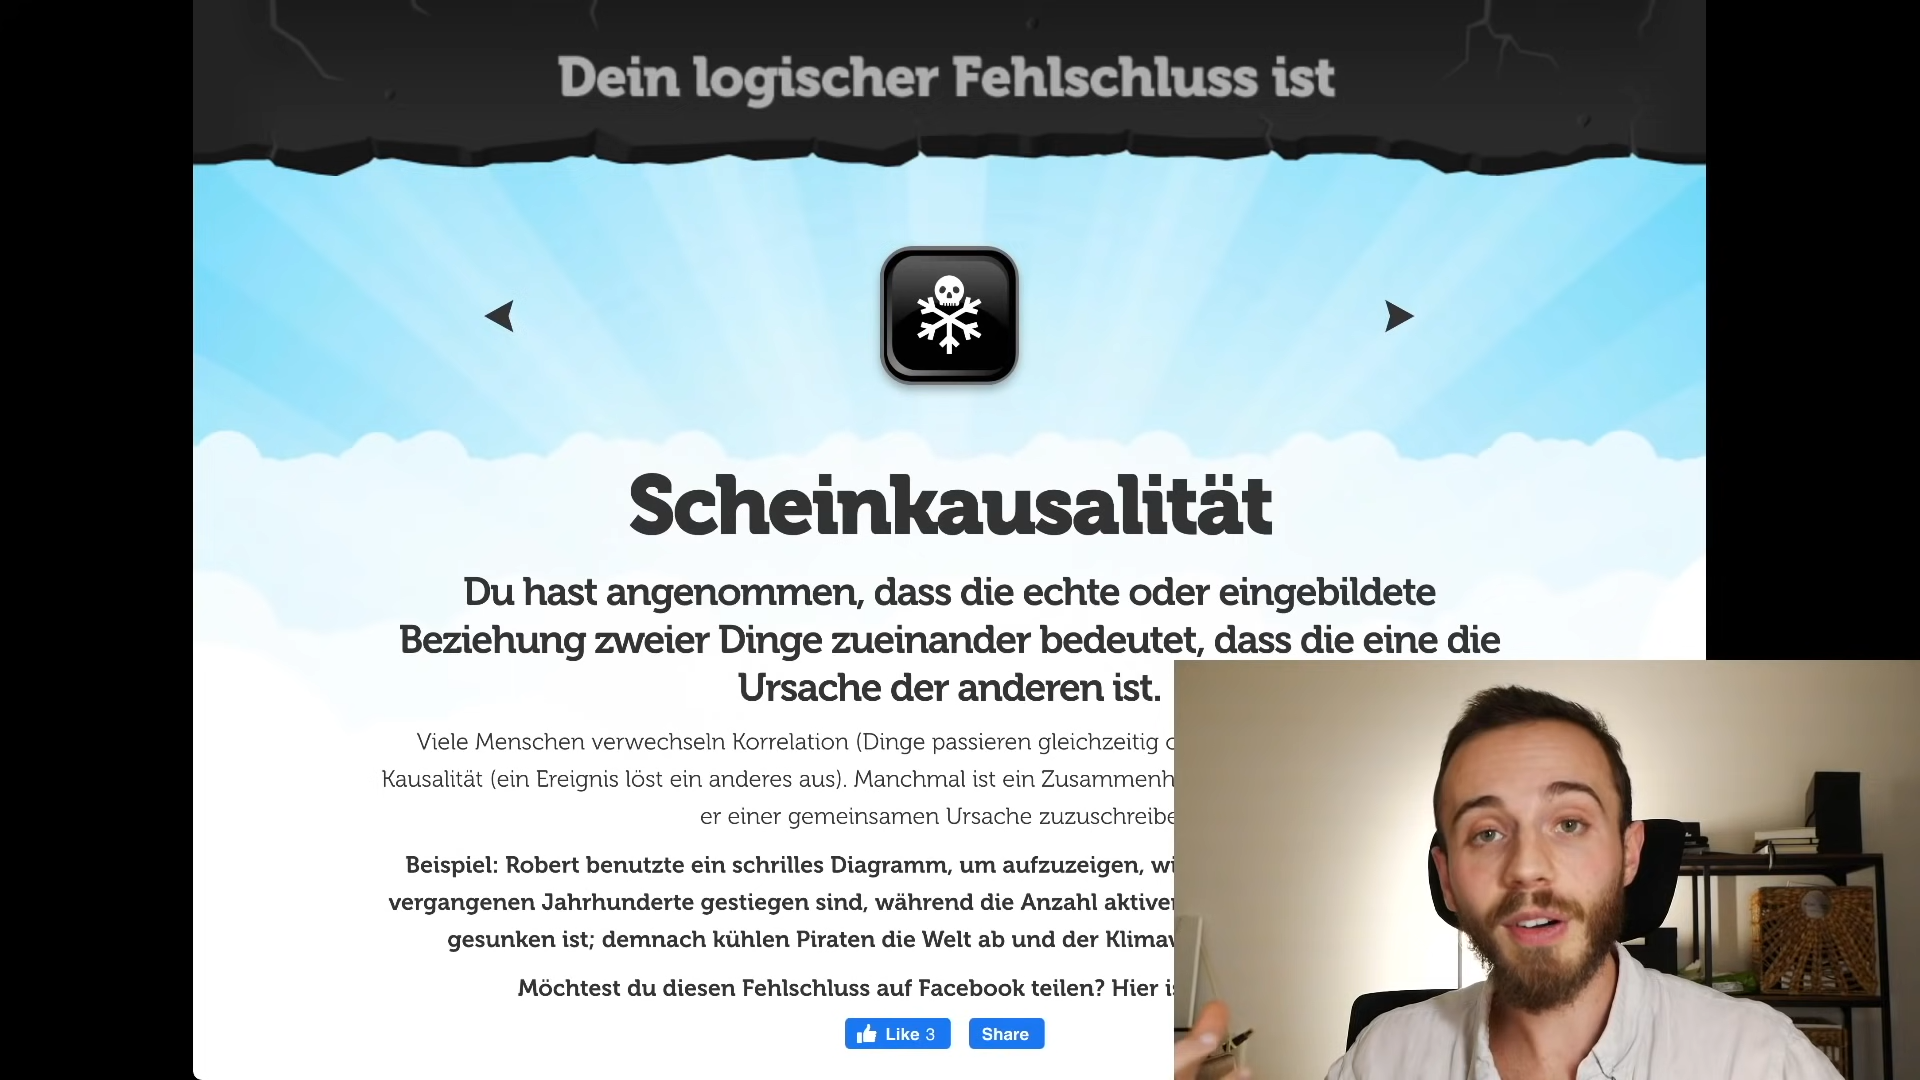 Dein logischer Fehlschluss ist
Scheinkausalität
Du hast angenommen, dass die echte oder eingebildete
Beziehung zweier Dinge zueinander bedeutet, dass die eine die
Ursache der anderen ist.
Viele Menschen verwechseln Korrelation (Dinge passieren gleichzeitig
Kausalität (ein Ereignis löst ein anderes aus). Manchmal ist ein
er einer gemeinsamen Ursache
Beispiel: Robert benutzte ein schrilles Diagramm, um aufzuzeigen,
vergangenen Jahrhunderte gestiegen sind, während die Anzahl
gesunken ist; demnach kühlen Piraten die Welt ab und der
Möchtest du diesen Fehlschluss auf Facebook teilen? Hier
Like 3 Share